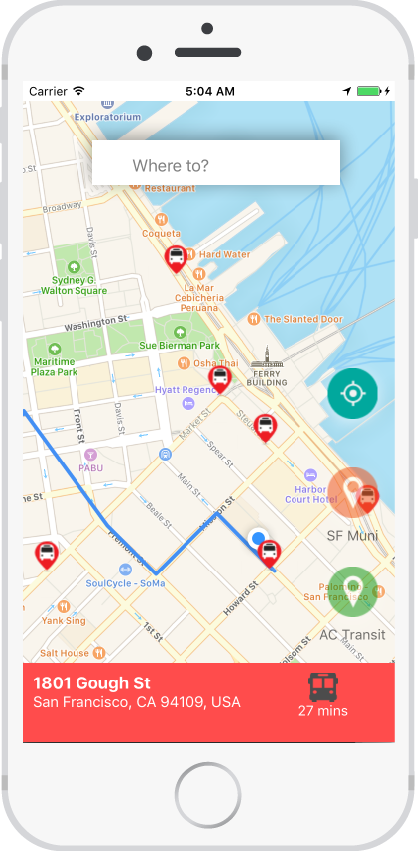 Carrier
5:04 AM
Exploratorium
Where to?
Restaurant
Broadway
Davis St
Coqueta
Hard Water
La Mar
Cebicheria
Peruana
Sydney G.
Walton Square
Washington St
The Slanted Door
Sue Bierman Park
Maritime
Plaza Park
Osha Thai
FERRY
BUILDING
Hyatt Regenc
Davis St
Front St
Market St
Steu
Spear St
PABU
Main St
Harbor
Court Hotel
ne St
Beale St
Mission St
SF Muni
Fremont St
SoulCycle - SoMa
Howard St
Palomino -
San Francisco
Yank Sing
1st St
AC Transit
Salt House
Folsom St
1801 Gough St
San Francisco, CA 94109, USA
27 mins